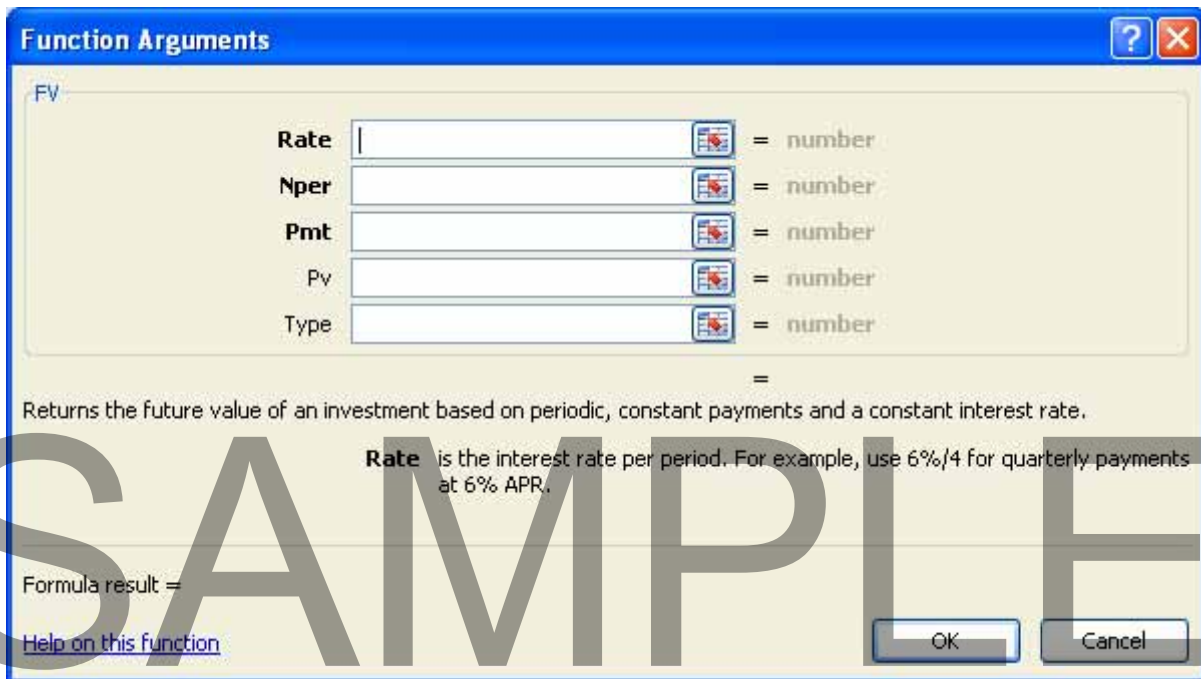 Function Arguments
FV
Rate = number
Nper = number
Pmt = number
Pv = number
Type = number
=
Returns the future value of an investment based on periodic, constant payments and a constant interest rate.
Rate is the interest rate per period. For example, use 6%/4 for quarterly payments
at 6% APR.
SAMPLE
Formula result =
Help on this function
OK
Cancel